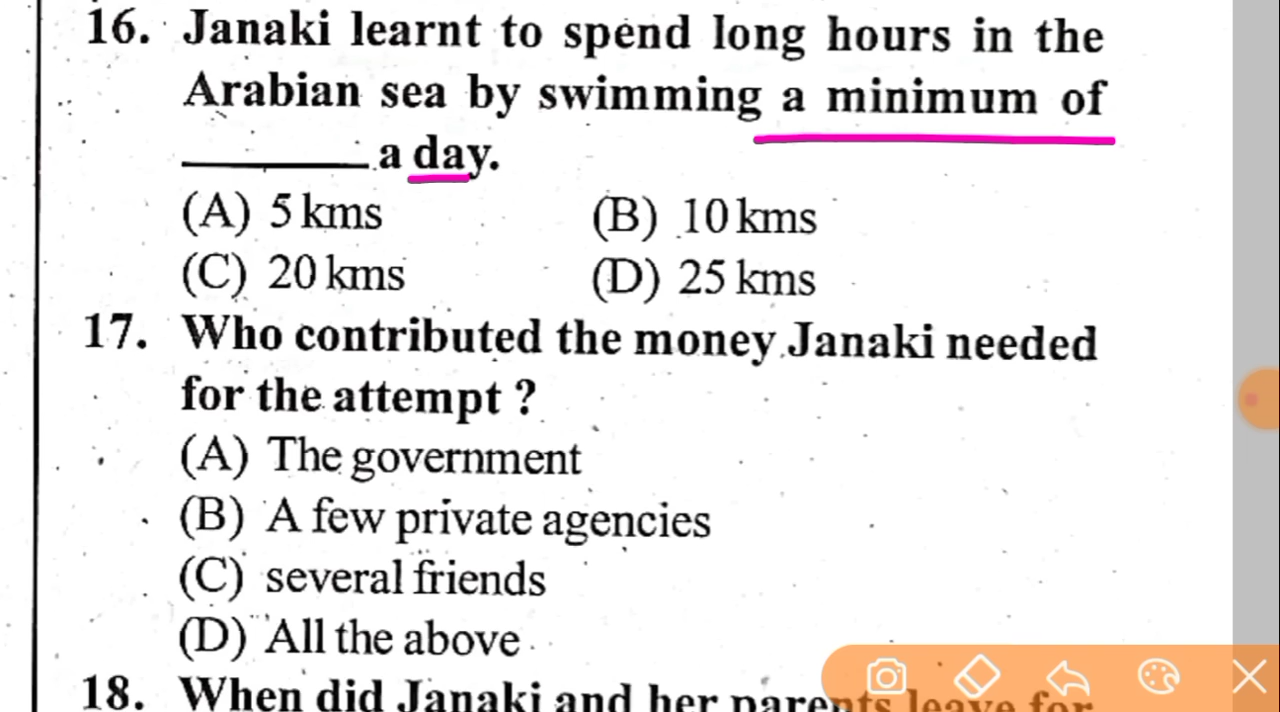 16. Janaki learnt to spend long hours in the
Arabian sea by swimming a minimum of
________ a day.
(A) 5 kms (B) 10 kms
(C) 20 kms (D) 25 kms
17. Who contributed the money Janaki needed
for the attempt ?
(A) The government
(B) A few private agencies
(C) several friends
(D) All the above
18. When did Janaki and her parents leave for